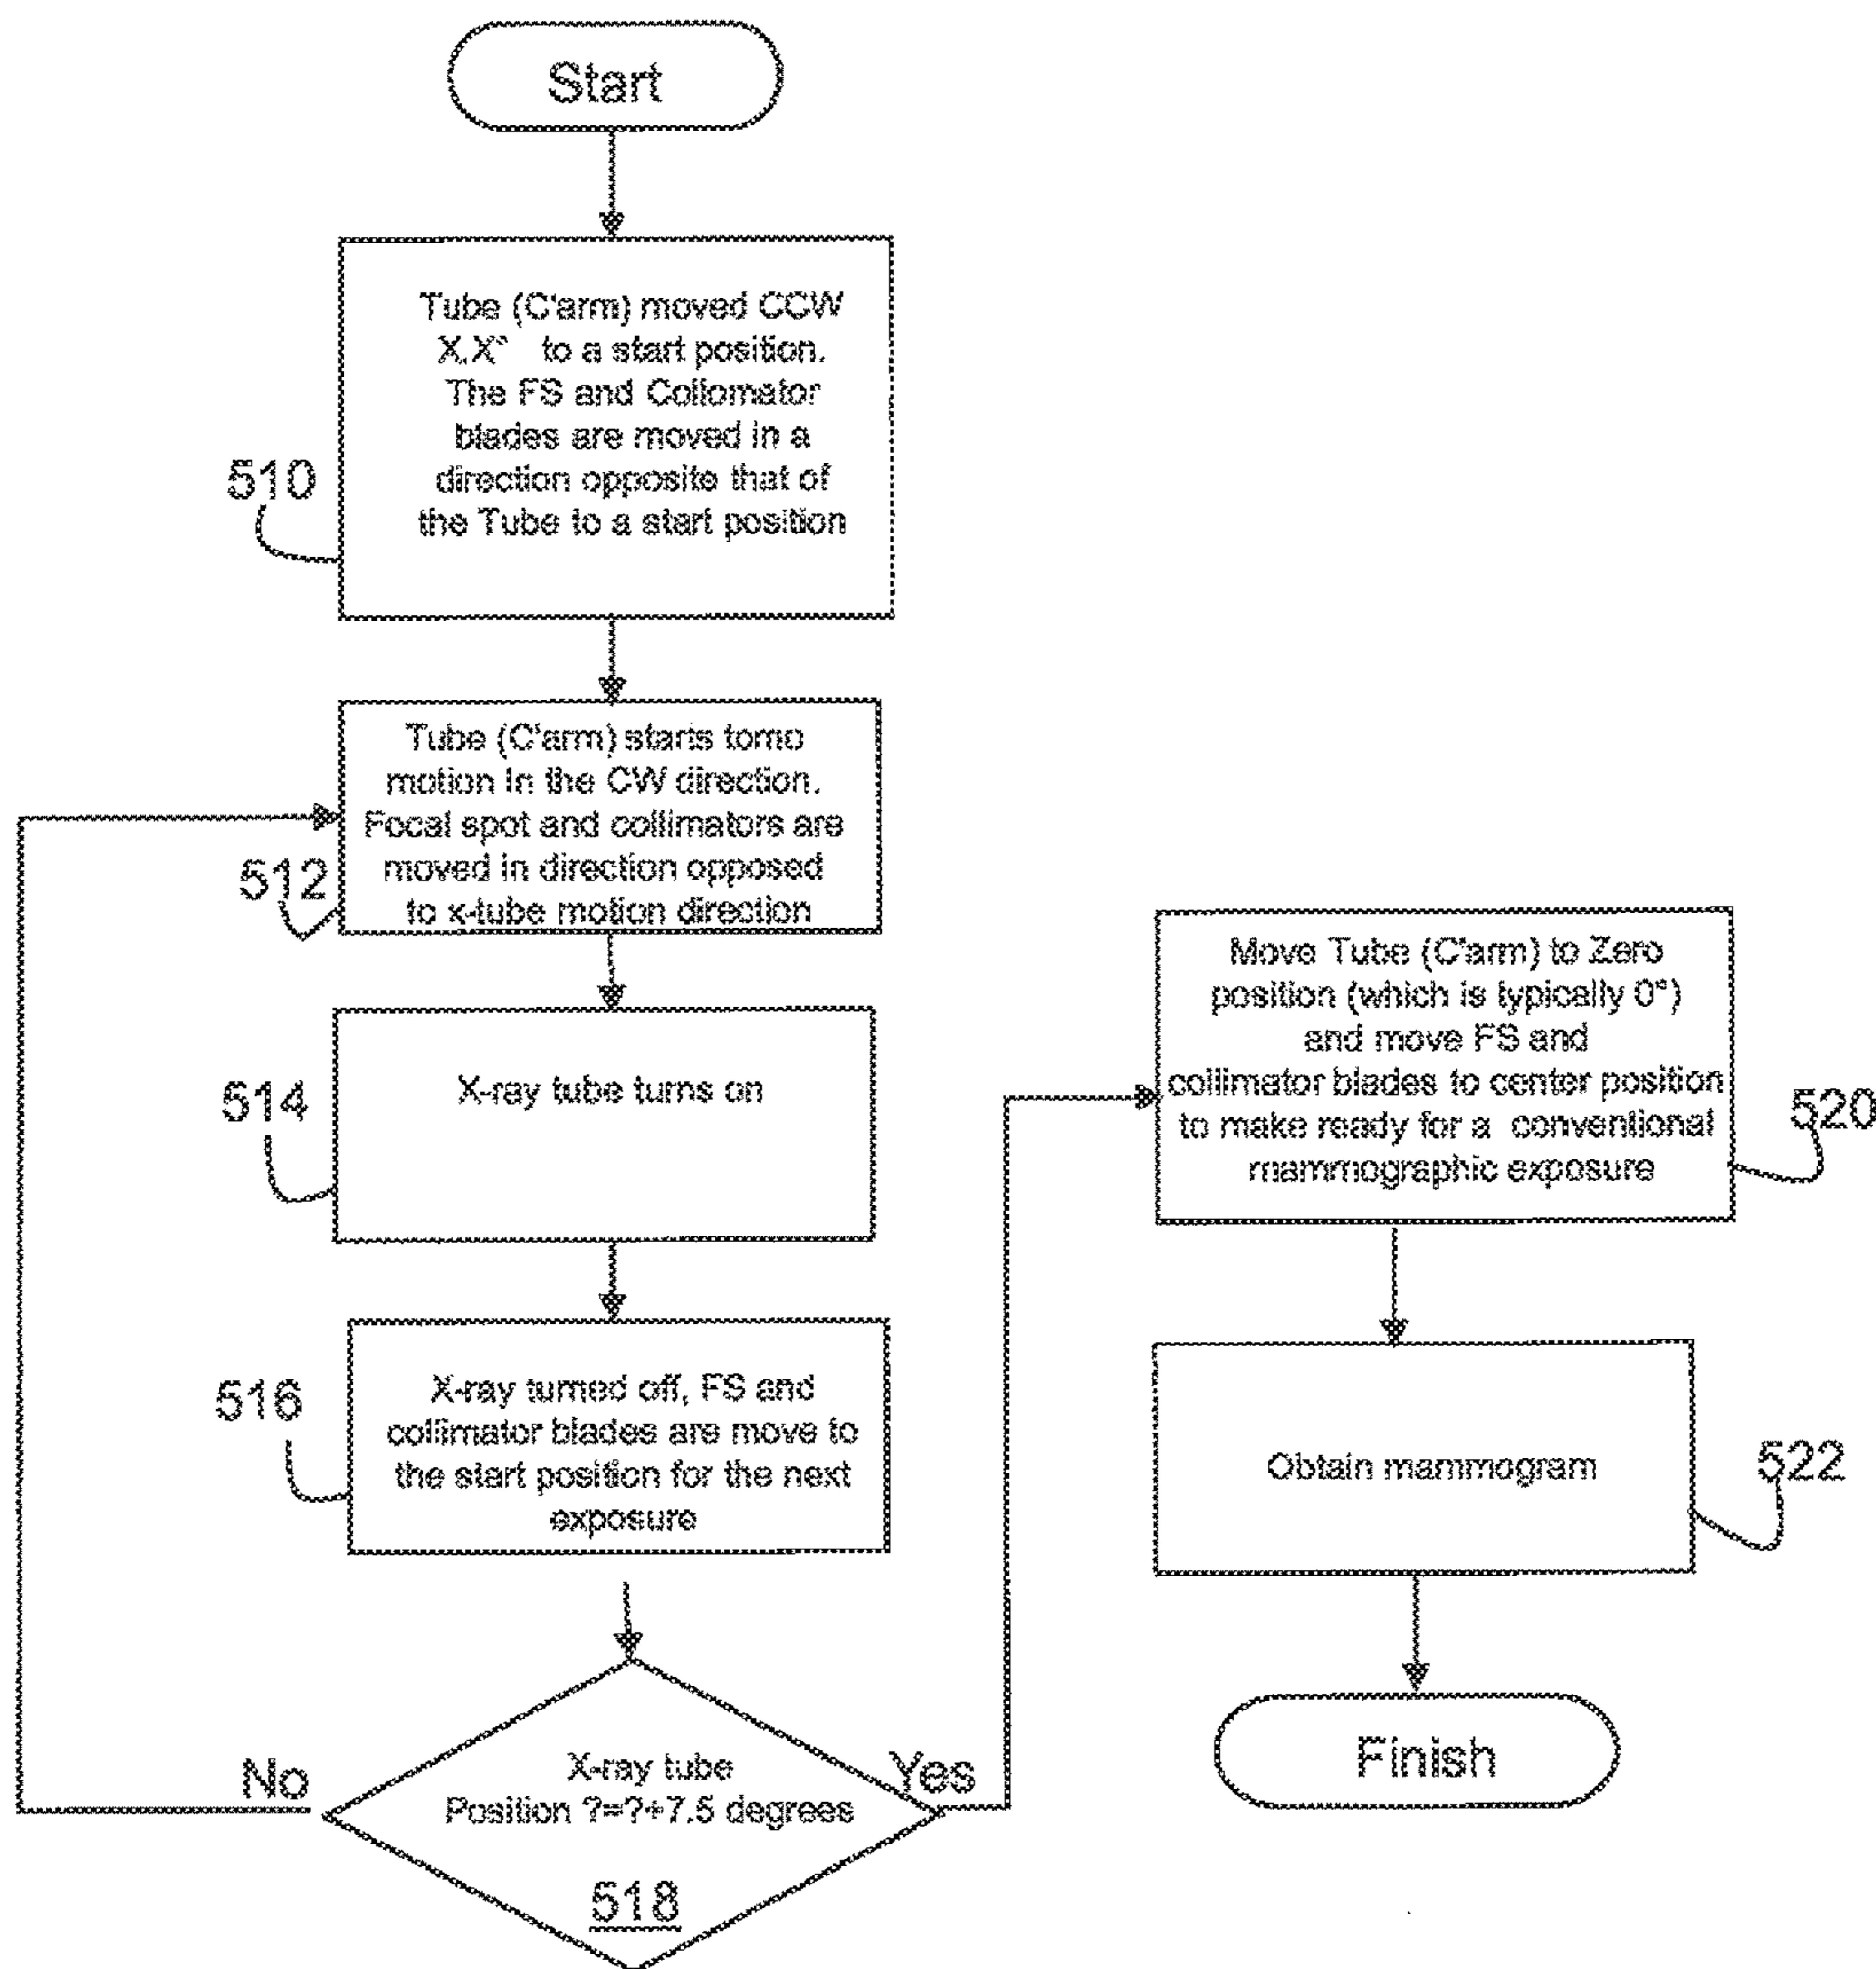 Start
Tube (C'arm) moved CCW
X.X° to a start position.
The FS and Collomator
blades are moved in a
direction opposite that of
the Tube to a start position
510
Tube (C'arm) starts tomo
motion in the CW direction.
Focal spot and collimators are
moved in direction opposed
to x-tube motion direction
512
X-ray tube turns on
514
X-ray turned off, FS and
collimator blades are move to
the start position for the next
exposure
516
X-ray tube
Position ?=?+7.5 degrees
518
No
Yes
Move Tube (C'arm) to Zero
position (which is typically 0°)
and move FS and
collimator blades to center position
to make ready for a conventional
mammographic exposure
520
Obtain mammogram
522
Finish